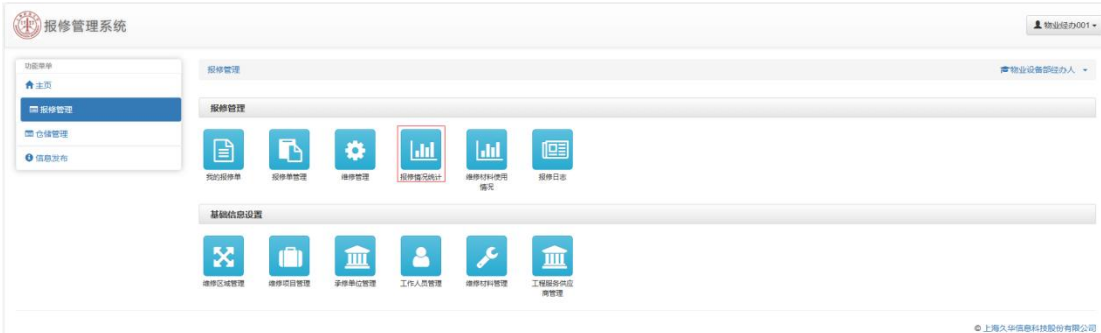 报修管理系统
物业经办001
功能菜单
主页
报修管理
仓储管理
信息发布
报修管理
物业设备部经办人
报修管理
我的报修单
报修单管理
维修管理
报修情况统计
维修材料使用
情况
报修日志
基础信息设置
维修区域管理
维修项目管理
承修单位管理
工作人员管理
维修材料管理
工程服务供应
商管理
© 上海久华信息科技股份有限公司